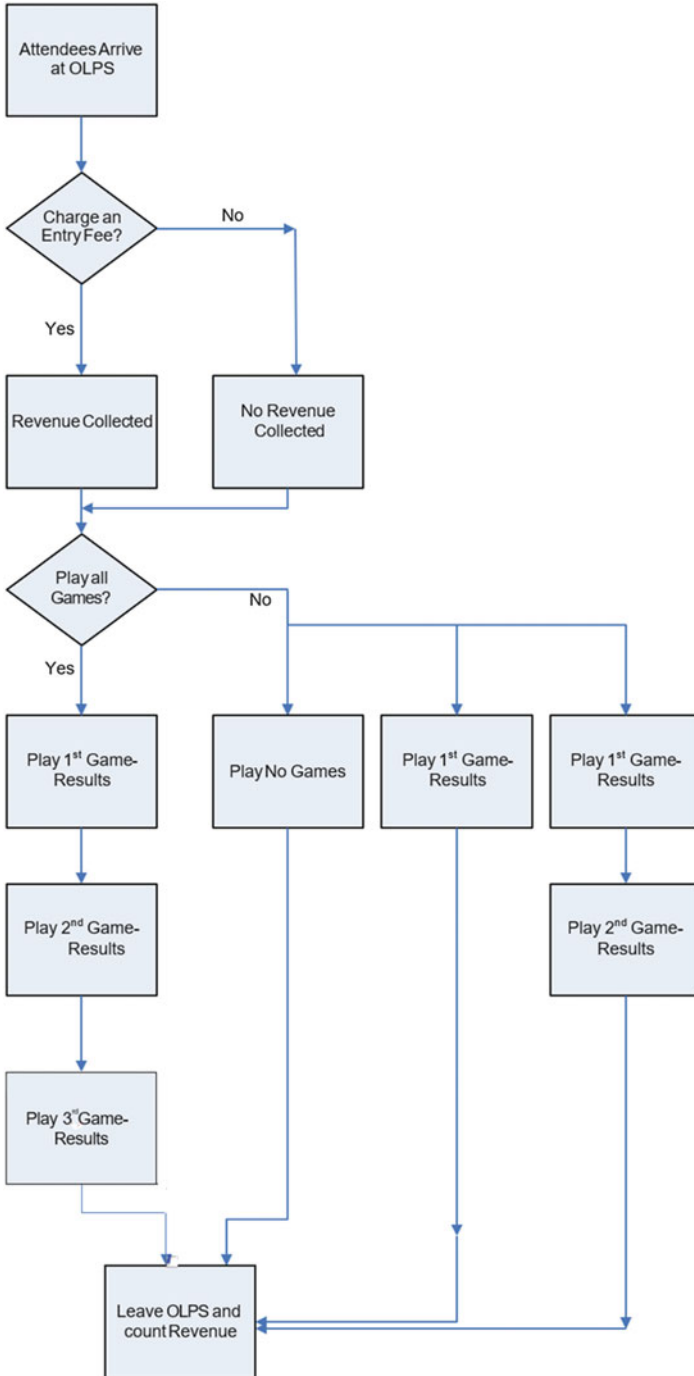 Attendees Arrive
at OLPS
Charge an
Entry Fee?
No
Yes
Revenue Collected
No Revenue
Collected
Play all
Games?
No
Yes
Play 1st Game-
Results
Play No Games
Play 1st Game-
Results
Play 1st Game-
Results
Play 2nd Game-
Results
Play 2nd Game-
Results
Play 3rd Game-
Results
Leave OLPS and
count Revenue